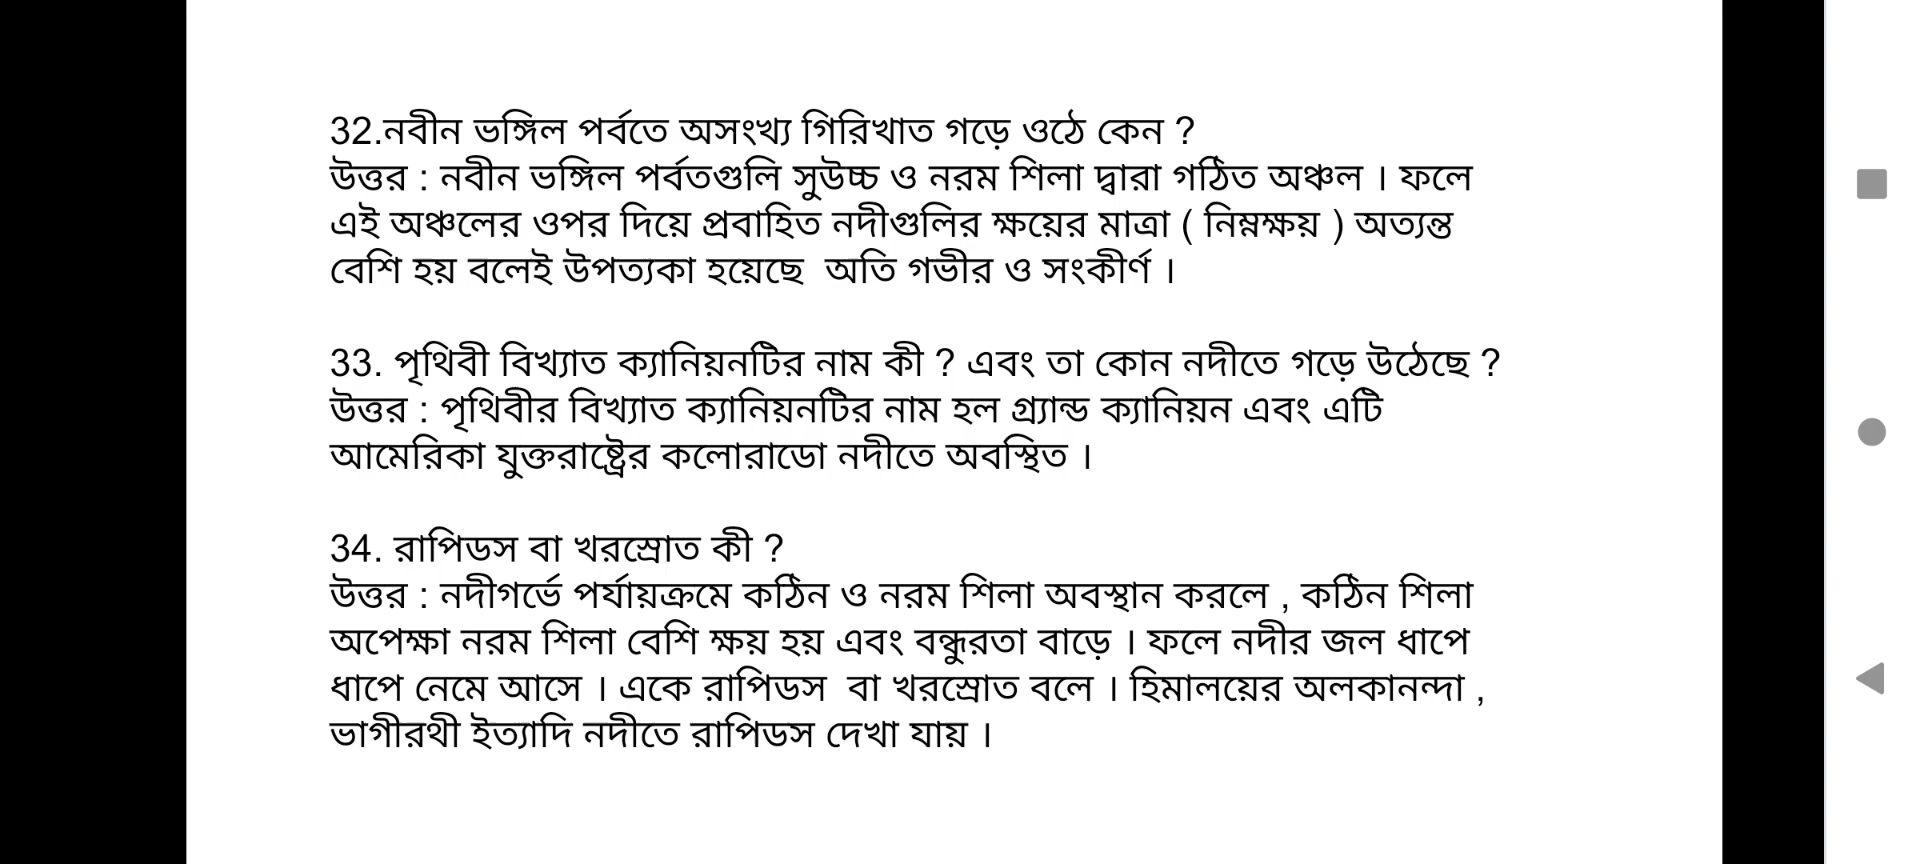 32.নবীন ভঙ্গিল পর্বতে অসংখ্য গিরিখাত গড়ে ওঠে কেন ?
উত্তর : নবীন ভঙ্গিল পর্বতগুলি সুউচ্চ ও নরম শিলা দ্বারা গঠিত অঞ্চল । ফলে
এই অঞ্চলের ওপর দিয়ে প্রবাহিত নদীগুলির ক্ষয়ের মাত্রা ( নিম্নক্ষয় ) অত্যন্ত
বেশি হয় বলেই উপত্যকা হয়েছে  অতি গভীর ও সংকীর্ণ ।
33. পৃথিবী বিখ্যাত ক্যানিয়নটির নাম কী ? এবং তা কোন নদীতে গড়ে উঠেছে ?
উত্তর : পৃথিবীর বিখ্যাত ক্যানিয়নটির নাম হল গ্র্যান্ড ক্যানিয়ন এবং এটি
আমেরিকা যুক্তরাষ্ট্রের কলোরাডো নদীতে অবস্থিত ।
34. রাপিডস বা খরস্রোত কী ?
উত্তর : নদীগর্ভে পর্যায়ক্রমে কঠিন ও নরম শিলা অবস্থান করলে , কঠিন শিলা
অপেক্ষা নরম শিলা বেশি ক্ষয় হয় এবং বন্ধুরতা বাড়ে । ফলে নদীর জল ধাপে
ধাপে নেমে আসে । একে রাপিডস  বা খরস্রোত বলে । হিমালয়ের অলকানন্দা ,
ভাগীরথী ইত্যাদি নদীতে রাপিডস দেখা যায় ।